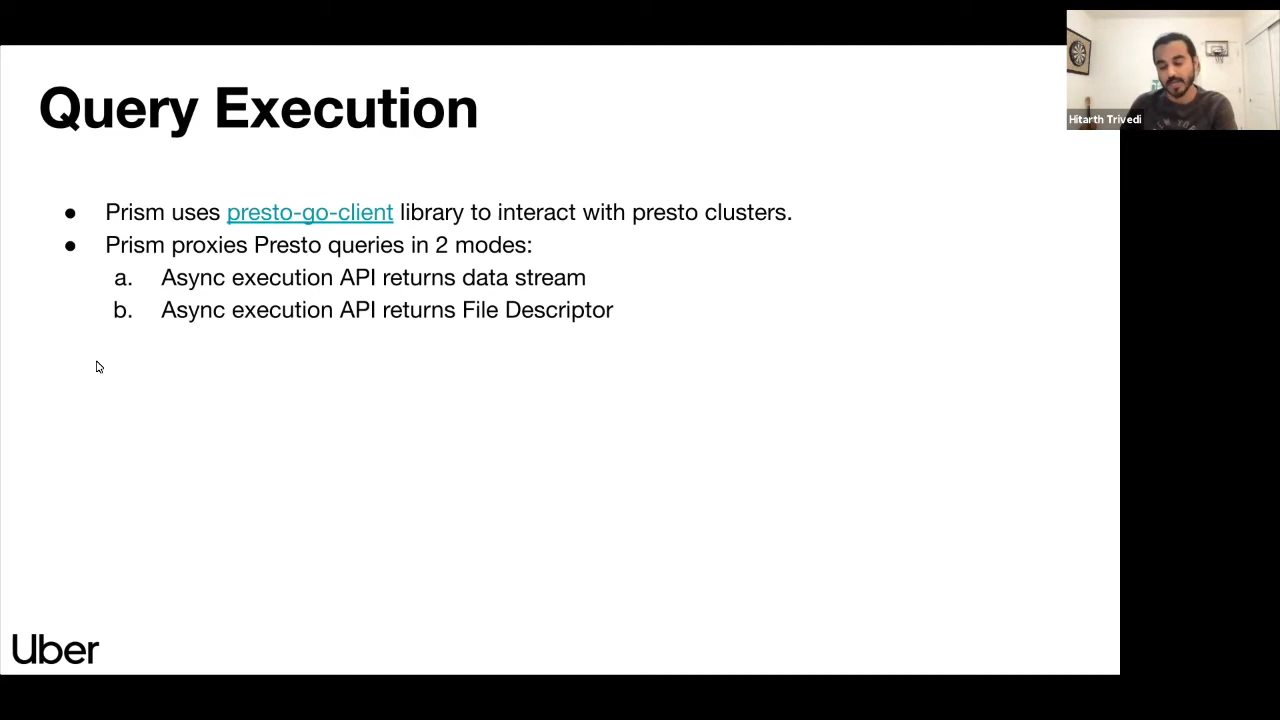 Query Execution
Hitarth Trivedi
● Prism uses presto-go-client library to interact with presto clusters.
● Prism proxies Presto queries in 2 modes:
a. Async execution API returns data stream
b. Async execution API returns File Descriptor
Uber